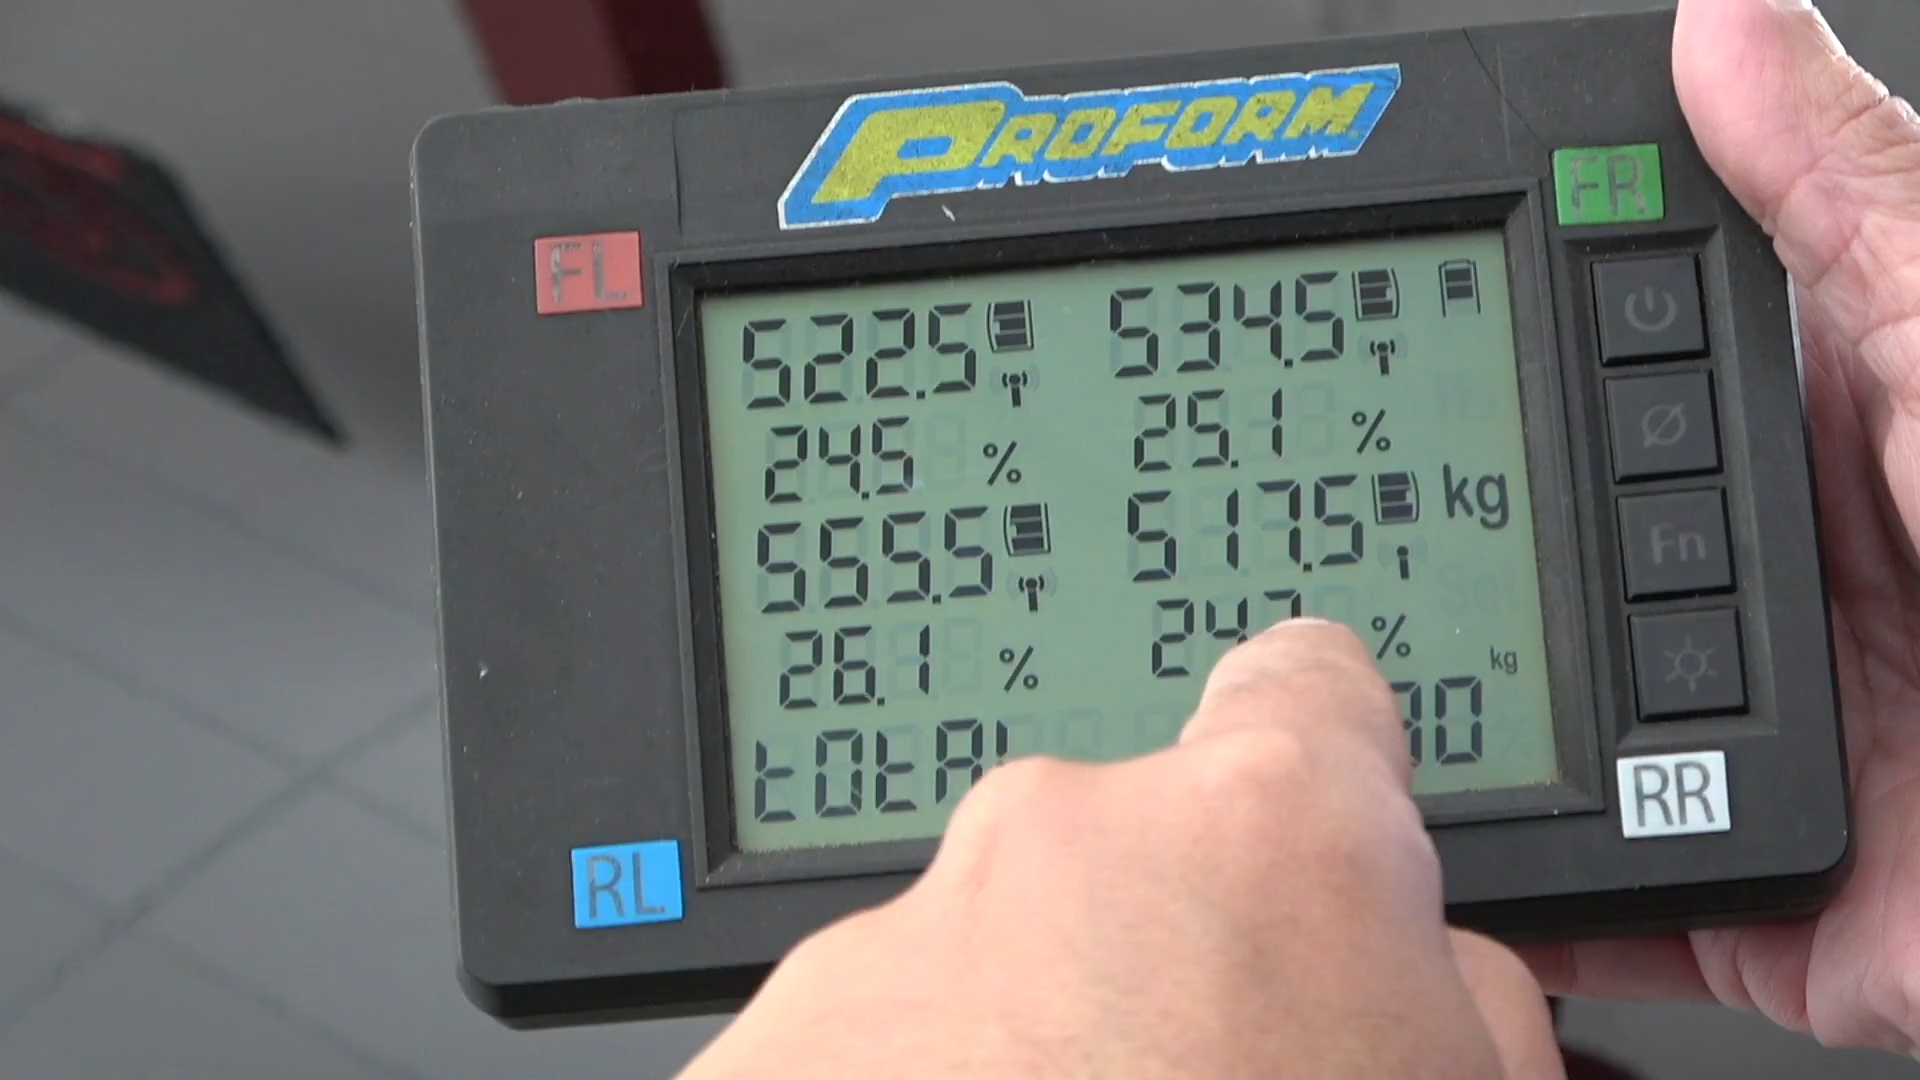 PROFORM
FL
FR
522.5
534.5
24.5 %
25.1 %
555.5
517.5
kg
Fn
26.1 %
%
kg
total
RL
RR